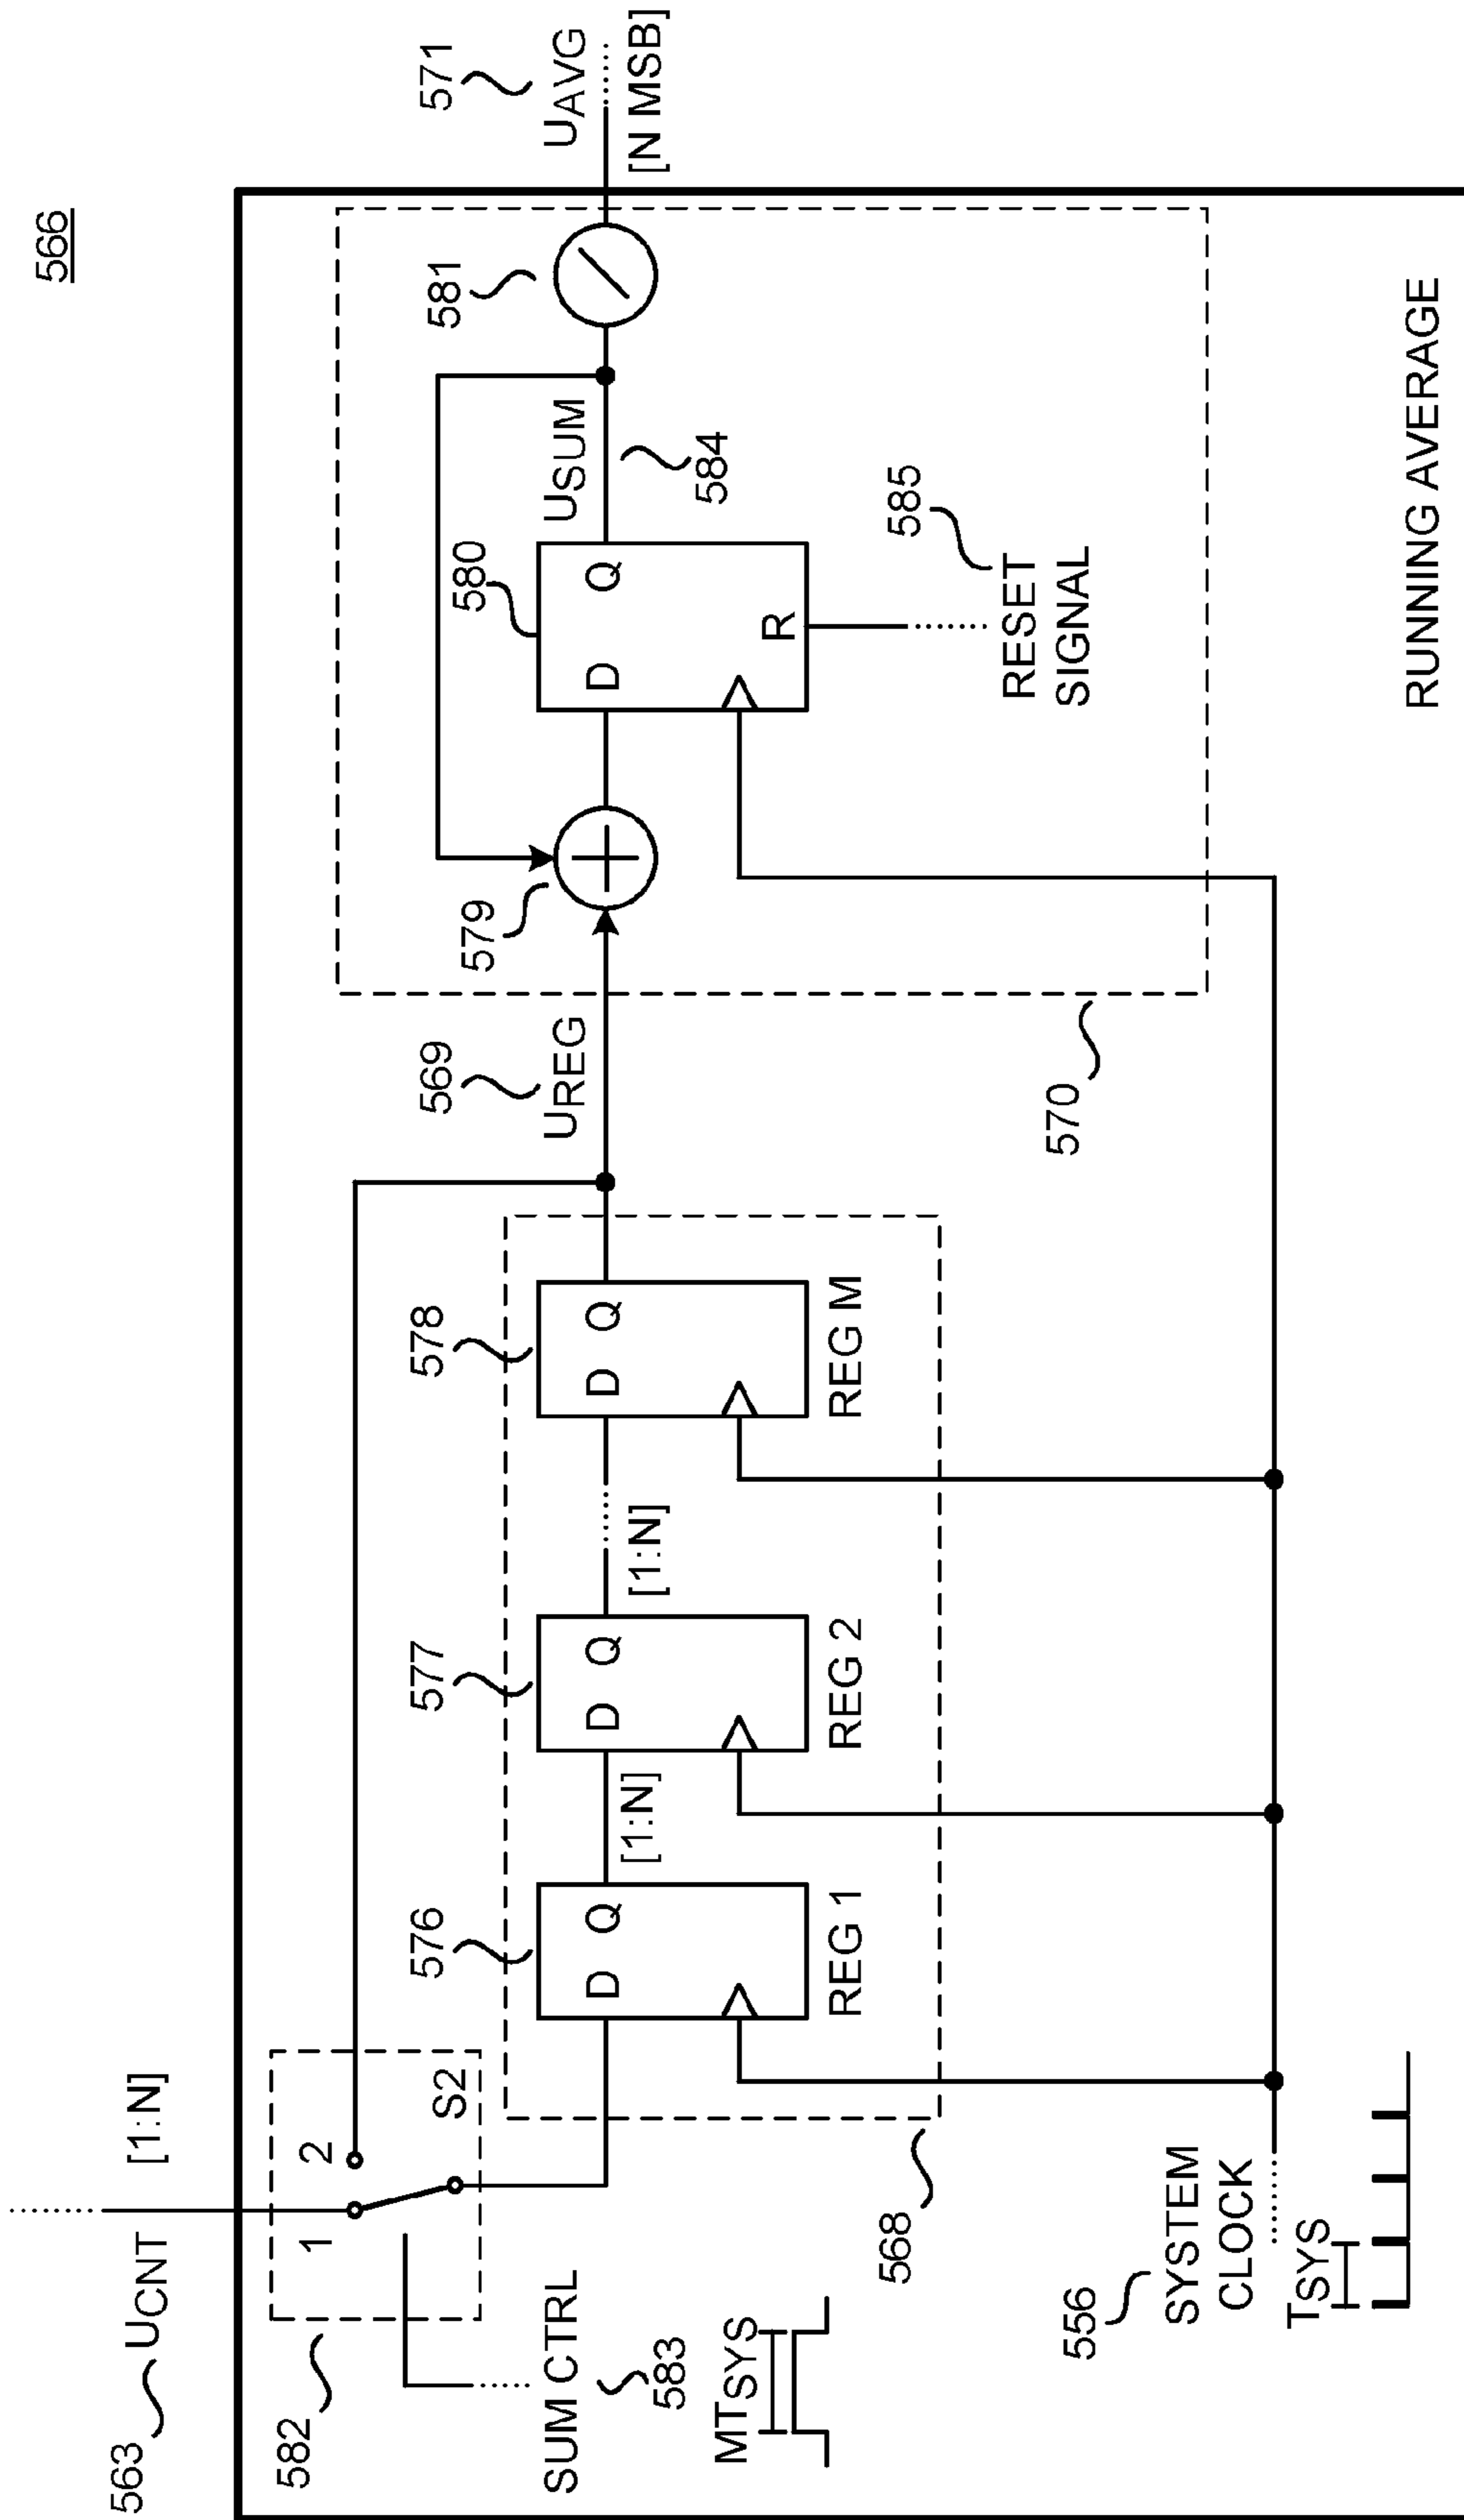 566
563
UCNT
[1:N]
582
1
2
S2
SUM CTRL
583
MTSYS
576
D Q
REG 1
[1:N]
577
D Q
REG 2
[1:N]
578
D Q
REG M
568
569
UREG
579
580
D Q
R
USUM
584
581
571
UAVG
[N MSB]
585
RESET
SIGNAL
570
556
SYSTEM
CLOCK
TSYS
RUNNING AVERAGE